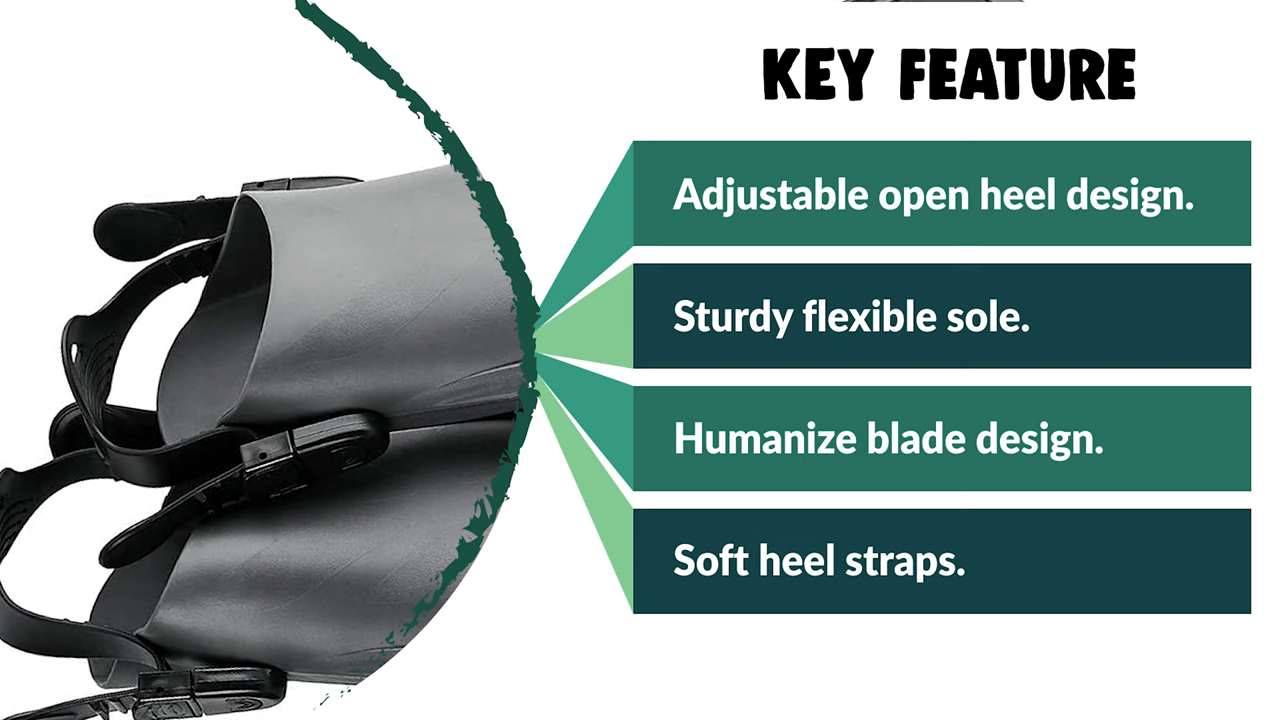 KEY FEATURE
Adjustable open heel design.
Sturdy flexible sole.
Humanize blade design.
Soft heel straps.